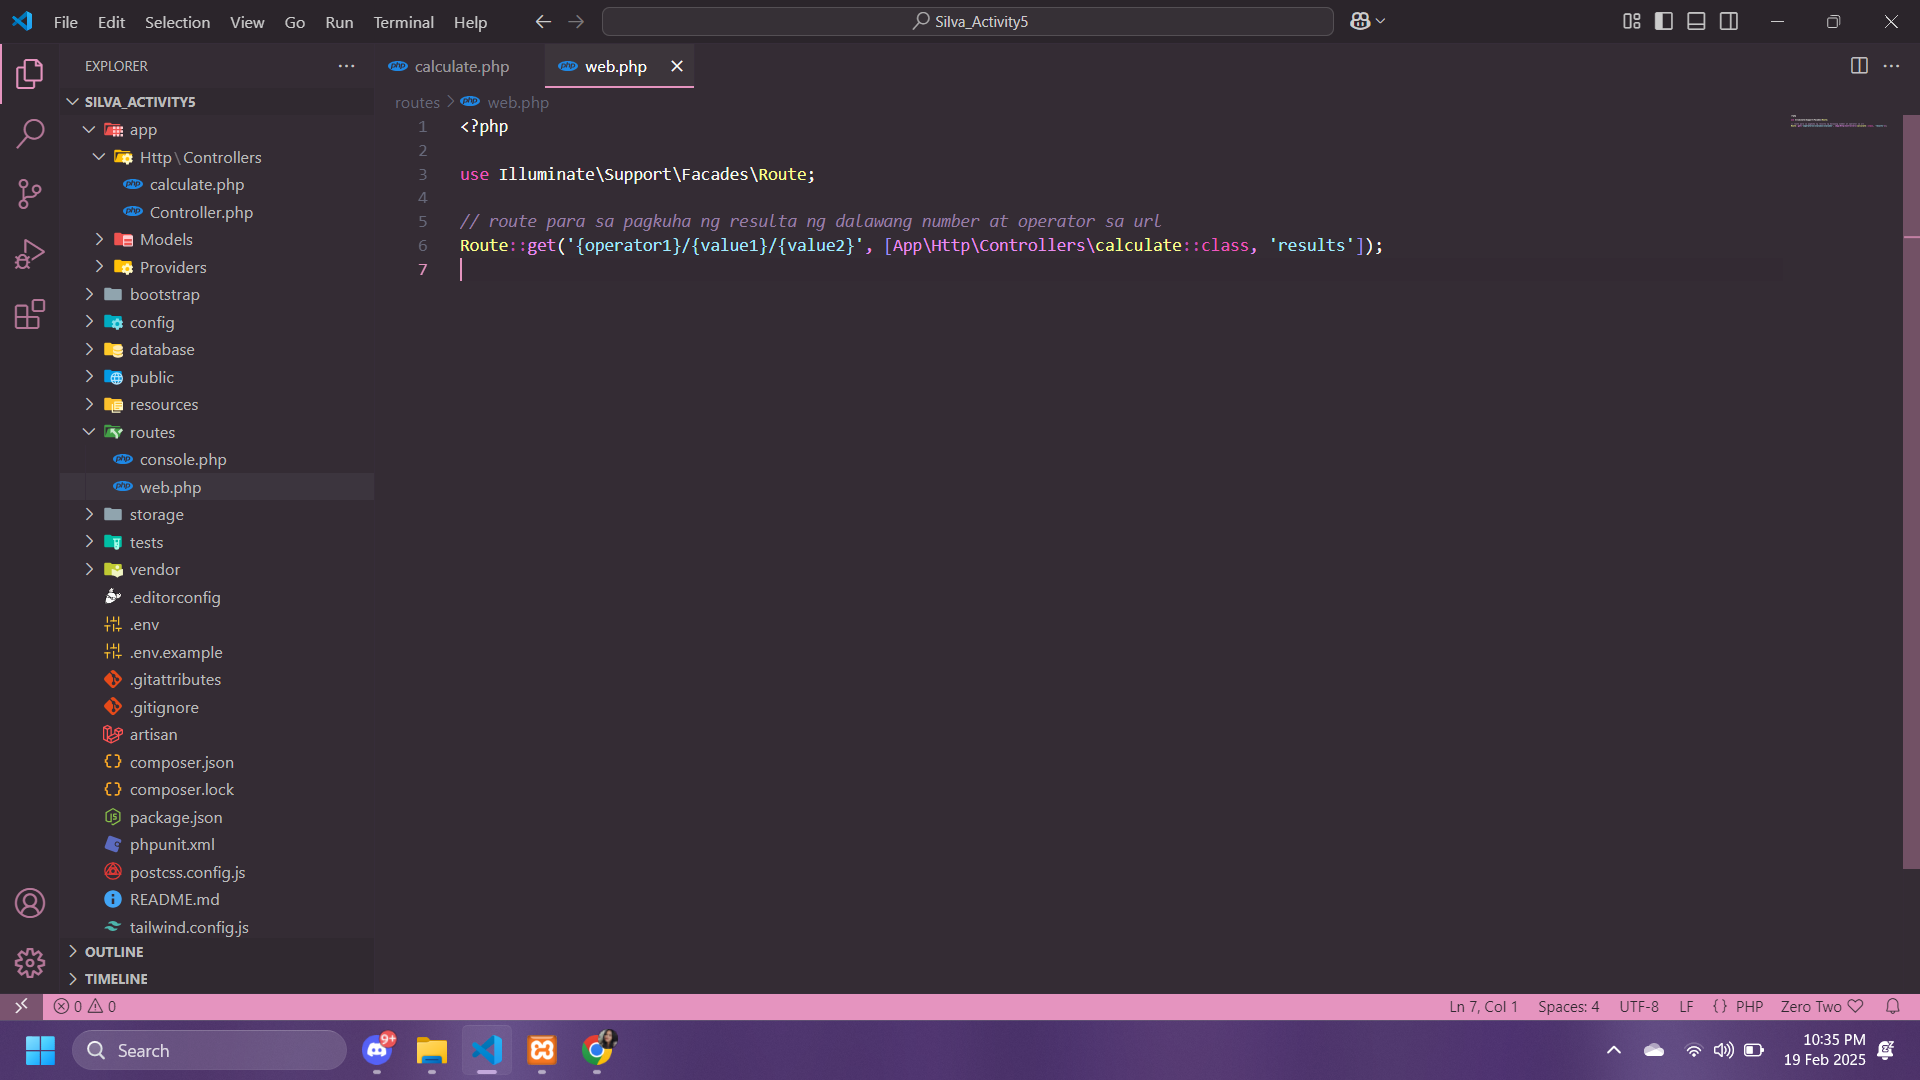 File Edit Selection View Go Run Terminal Help
Silva_Activity5
EXPLORER
SILVA_ACTIVITY5
app
Http\Controllers
calculate.php
Controller.php
Models
Providers
bootstrap
config
database
public
resources
routes
console.php
web.php
storage
tests
vendor
.editorconfig
.env
.env.example
.gitattributes
.gitignore
artisan
composer.json
composer.lock
package.json
phpunit.xml
postcss.config.js
README.md
tailwind.config.js
OUTLINE
TIMELINE
calculate.php web.php
routes > web.php
1 <?php
2
3 use Illuminate\Support\Facades\Route;
4
5 // route para sa pagkuha ng resulta ng dalawang number at operator sa url
6 Route::get('{operator1}/{value1}/{value2}', [App\Http\Controllers\calculate::class, 'results']);
7
0 0
Ln 7, Col 1 Spaces: 4 UTF-8 LF {} PHP Zero Two ♡
Search
9+
10:35 PM
19 Feb 2025